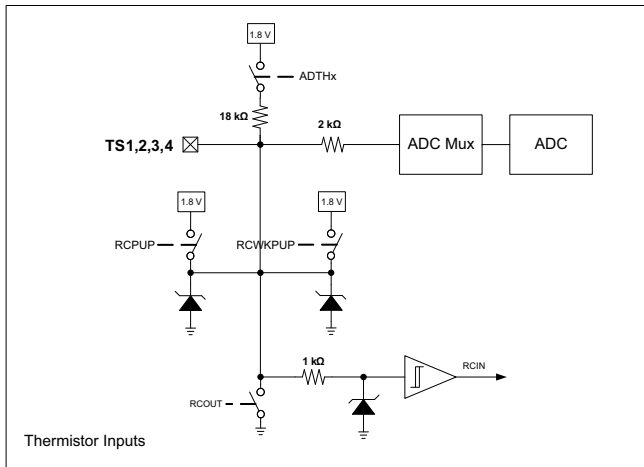 1.8 V
ADTHx
18 kΩ
2 kΩ
TS1,2,3,4
ADC Mux
ADC
1.8 V
1.8 V
RCPUP
RCWKPUP
1 kΩ
RCIN
RCOUT
Thermistor Inputs